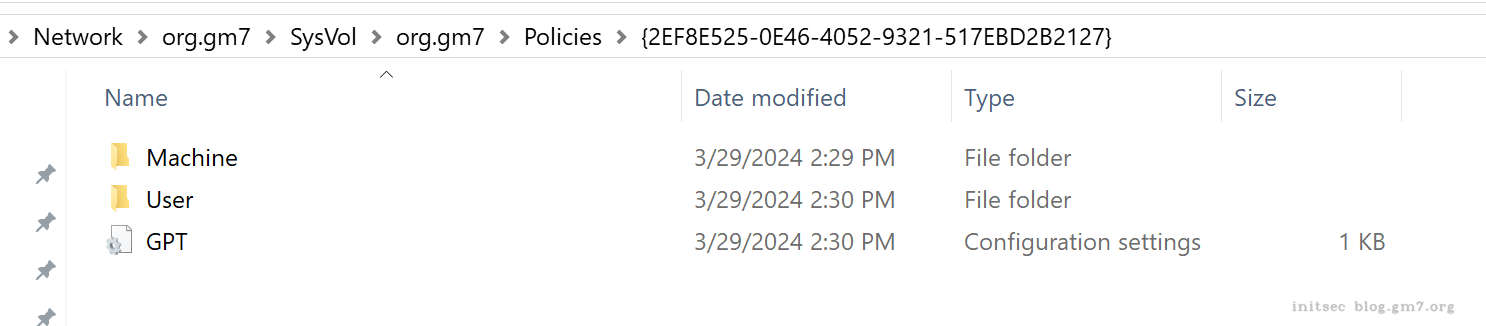 Network org.gm7 SysVol org.gm7 Policies {2EF8E525-0E46-4052-9321-517EBD2B2127}
Name Date modified Type Size
Machine 3/29/2024 2:29 PM File folder
User 3/29/2024 2:30 PM File folder
GPT 3/29/2024 2:30 PM Configuration settings 1 KB
initsec blog.gm7.org